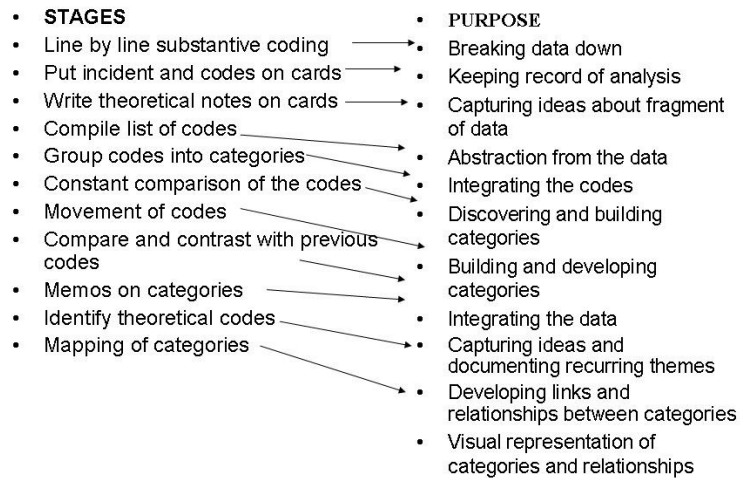 • STAGES
• Line by line substantive coding
• Put incident and codes on cards
• Write theoretical notes on cards
• Compile list of codes
• Group codes into categories
• Constant comparison of the codes
• Movement of codes
• Compare and contrast with previous
codes
• Memos on categories
• Identify theoretical codes
• Mapping of categories
• PURPOSE
• Breaking data down
• Keeping record of analysis
• Capturing ideas about fragment
of data
• Abstraction from the data
• Integrating the codes
• Discovering and building
categories
• Building and developing
categories
• Integrating the data
• Capturing ideas and
documenting recurring themes
• Developing links and
relationships between categories
• Visual representation of
categories and relationships